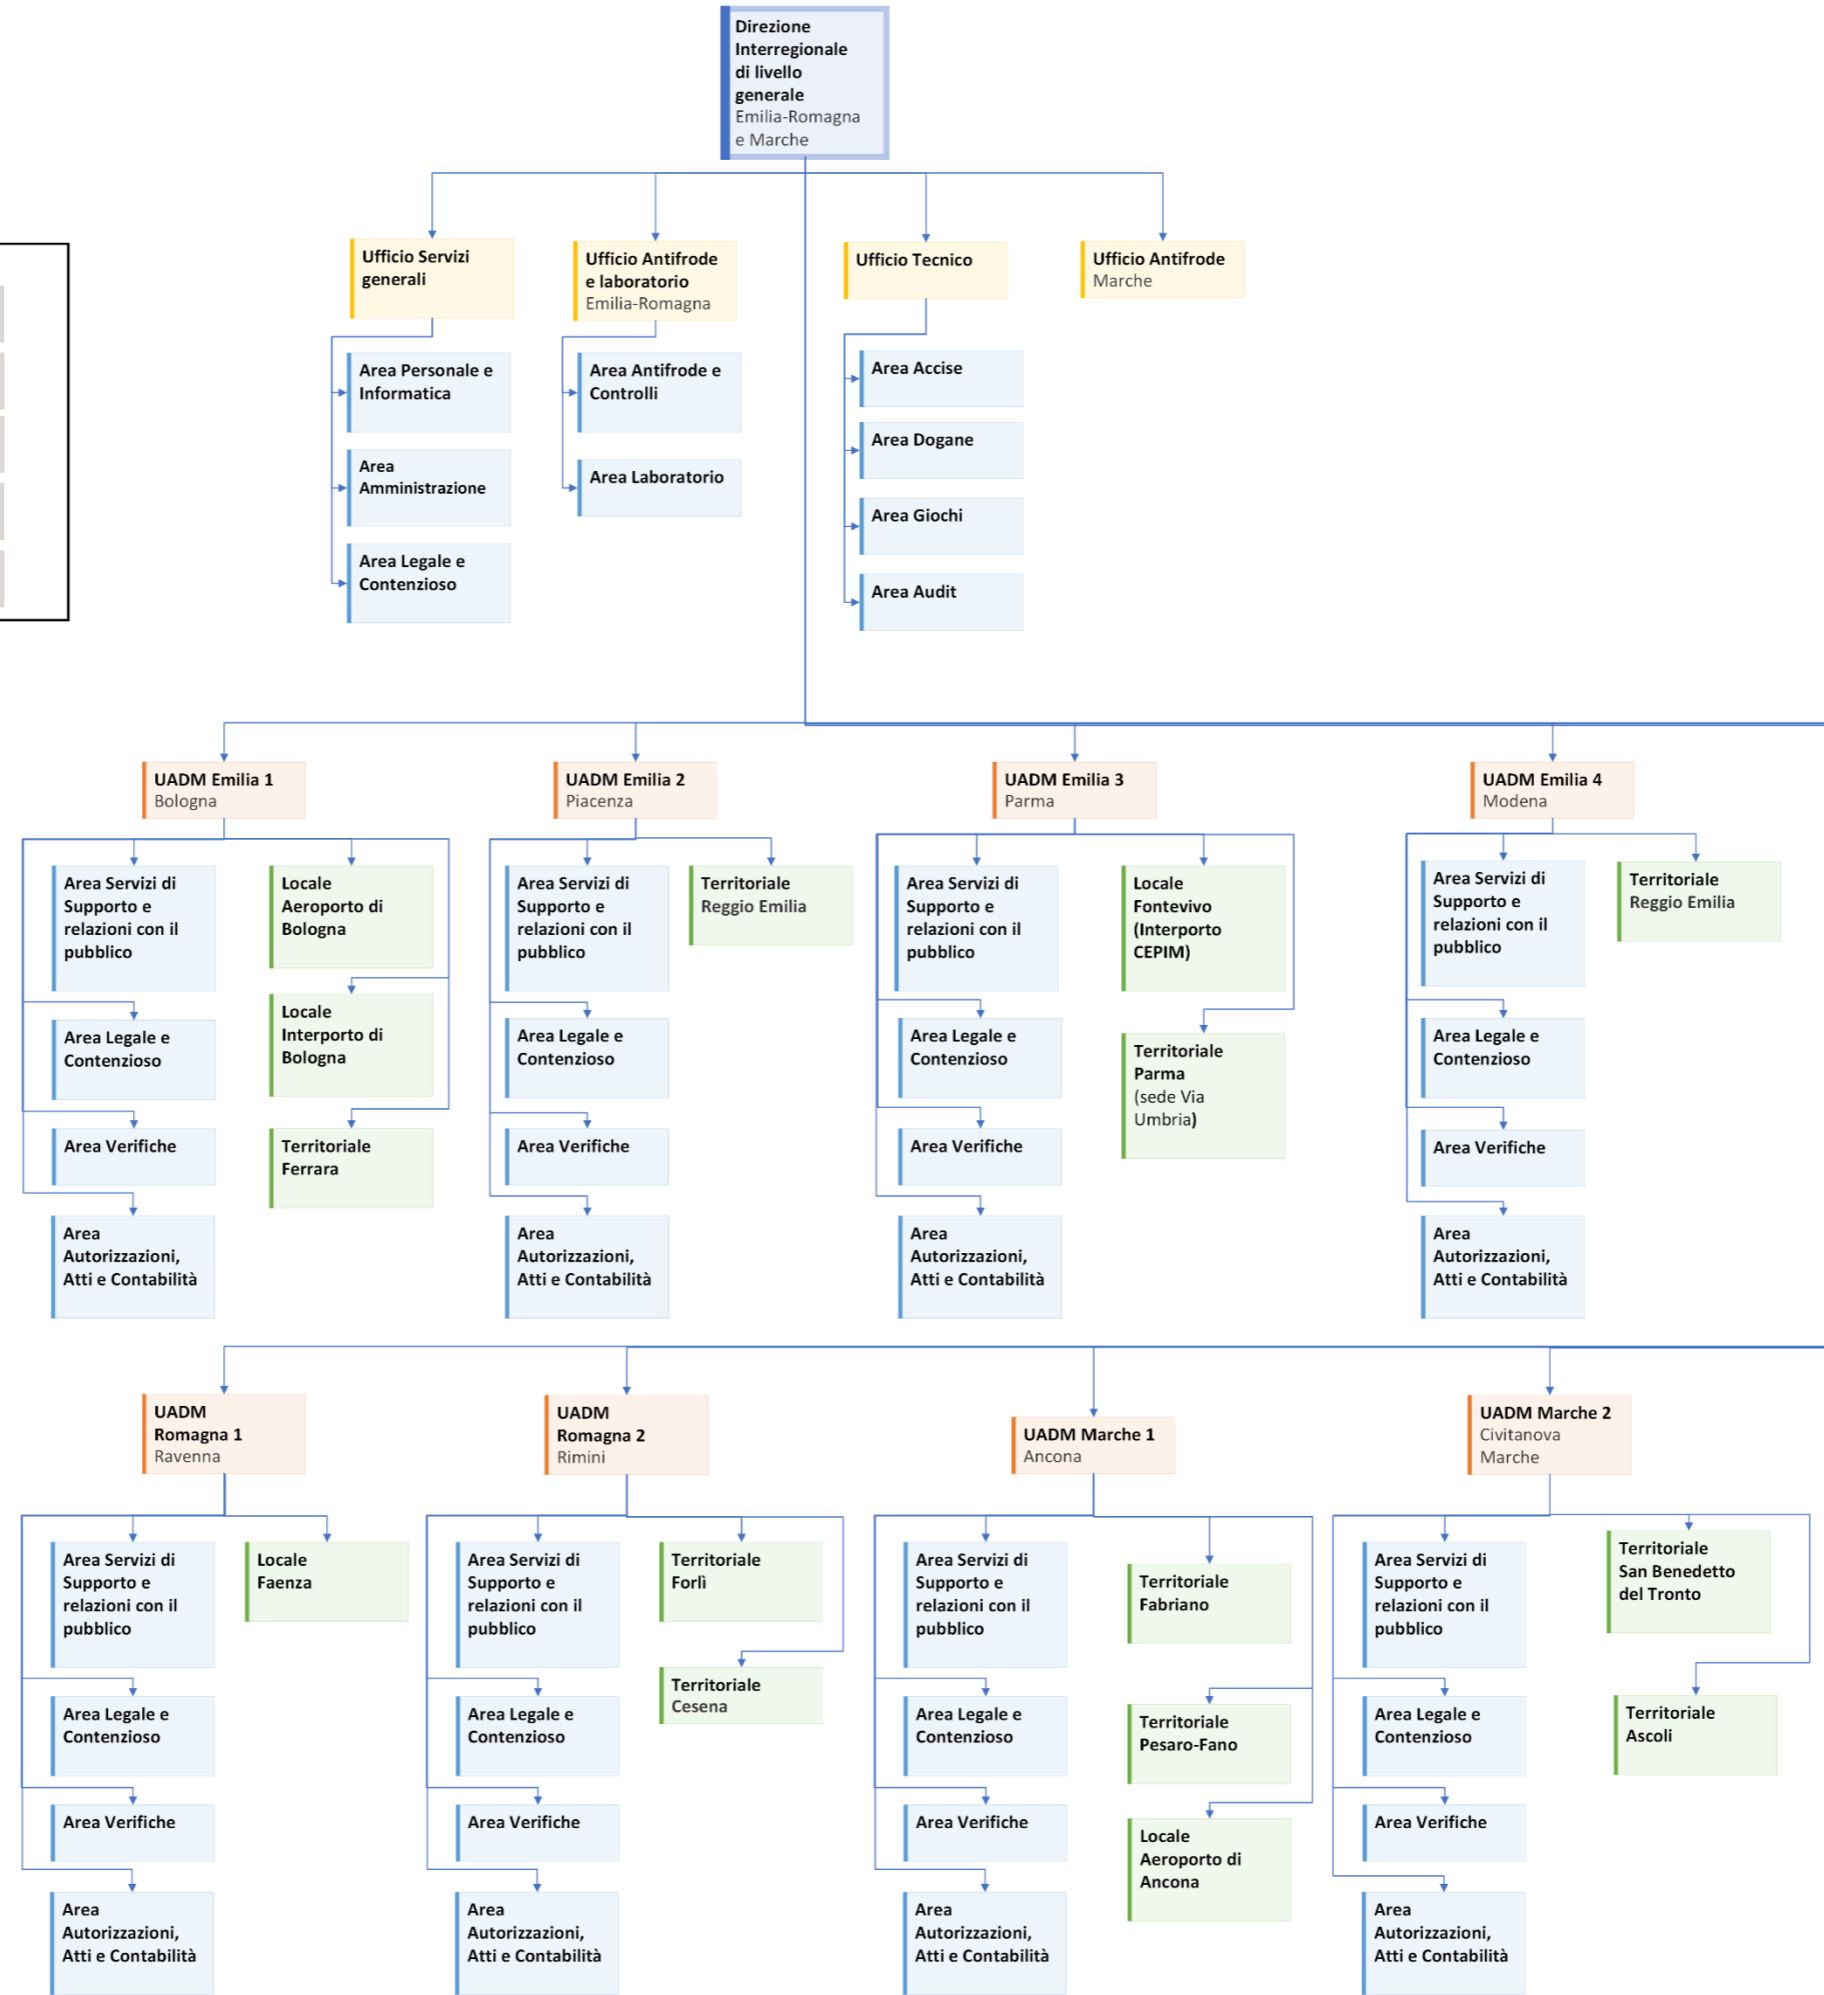 Direzione
Interregionale
di livello
generale
Emilia-Romagna
e Marche
Ufficio Servizi
generali
Ufficio Antifrode
e laboratorio
Emilia-Romagna
Ufficio Tecnico
Ufficio Antifrode
Marche
Area Personale e
Informatica
Area
Amministrazione
Area Legale e
Contenzioso
Area Antifrode e
Controlli
Area Laboratorio
Area Accise
Area Dogane
Area Giochi
Area Audit
UADM Emilia 1
Bologna
Area Servizi di
Supporto e
relazioni con il
pubblico
Area Legale e
Contenzioso
Area Verifiche
Area
Autorizzazioni,
Atti e Contabilità
Locale
Aeroporto di
Bologna
Locale
Interporto di
Bologna
Territoriale
Ferrara
UADM Emilia 2
Piacenza
Area Servizi di
Supporto e
relazioni con il
pubblico
Area Legale e
Contenzioso
Area Verifiche
Area
Autorizzazioni,
Atti e Contabilità
Territoriale
Reggio Emilia
UADM Emilia 3
Parma
Area Servizi di
Supporto e
relazioni con il
pubblico
Area Legale e
Contenzioso
Area Verifiche
Area
Autorizzazioni,
Atti e Contabilità
Locale
Fontevivo
(Interporto
CEPIM)
Territoriale
Parma
(sede Via
Umbria)
UADM Emilia 4
Modena
Area Servizi di
Supporto e
relazioni con il
pubblico
Area Legale e
Contenzioso
Area Verifiche
Area
Autorizzazioni,
Atti e Contabilità
Territoriale
Reggio Emilia
UADM
Romagna 1
Ravenna
Area Servizi di
Supporto e
relazioni con il
pubblico
Area Legale e
Contenzioso
Area Verifiche
Area
Autorizzazioni,
Atti e Contabilità
Locale
Faenza
UADM
Romagna 2
Rimini
Area Servizi di
Supporto e
relazioni con il
pubblico
Area Legale e
Contenzioso
Area Verifiche
Area
Autorizzazioni,
Atti e Contabilità
Territoriale
Forlì
Territoriale
Cesena
UADM Marche 1
Ancona
Area Servizi di
Supporto e
relazioni con il
pubblico
Area Legale e
Contenzioso
Area Verifiche
Area
Autorizzazioni,
Atti e Contabilità
Territoriale
Fabriano
Territoriale
Pesaro-Fano
Locale
Aeroporto di
Ancona
UADM Marche 2
Civitanova
Marche
Area Servizi di
Supporto e
relazioni con il
pubblico
Area Legale e
Contenzioso
Area Verifiche
Area
Autorizzazioni,
Atti e Contabilità
Territoriale
San Benedetto
del Tronto
Territoriale
Ascoli